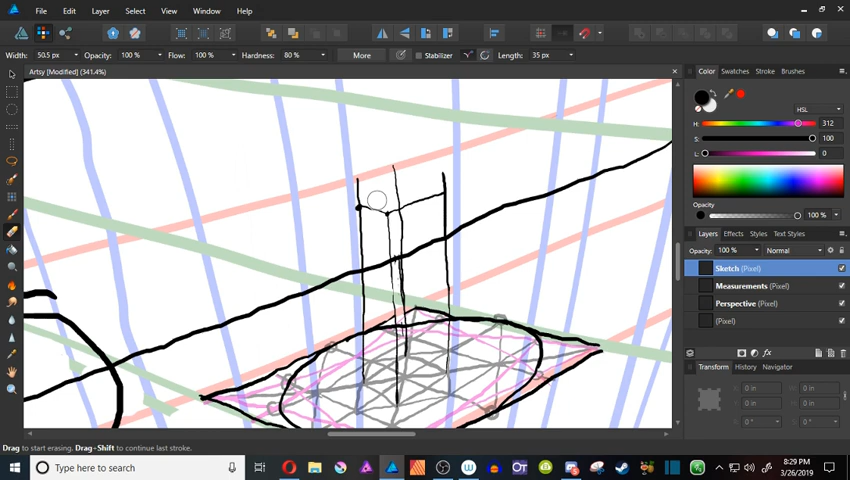 File Edit Layer Select Arrange View Window Help
Width: 50.5 px Opacity: 100 % Flow: 100 % Hardness: 80 % More Stabilizer Length: 35 px
Artsy [Modified] (341.4%)
Color Swatches Stroke Brushes
HSL
H: 312
S: 100
L: 0
Opacity
100 %
Layers Effects Styles Text Styles
Opacity: 100 % Normal
Sketch (Pixel)
Measurements (Pixel)
Perspective (Pixel)
(Pixel)
Transform History Navigator
X: 0 in W: 0 in
Y: 0 in H: 0 in
R: 0 ° S: 0 °
Drag to start erasing. Drag+Shift to continue last stroke.
Type here to search
8:29 PM
3/26/2019